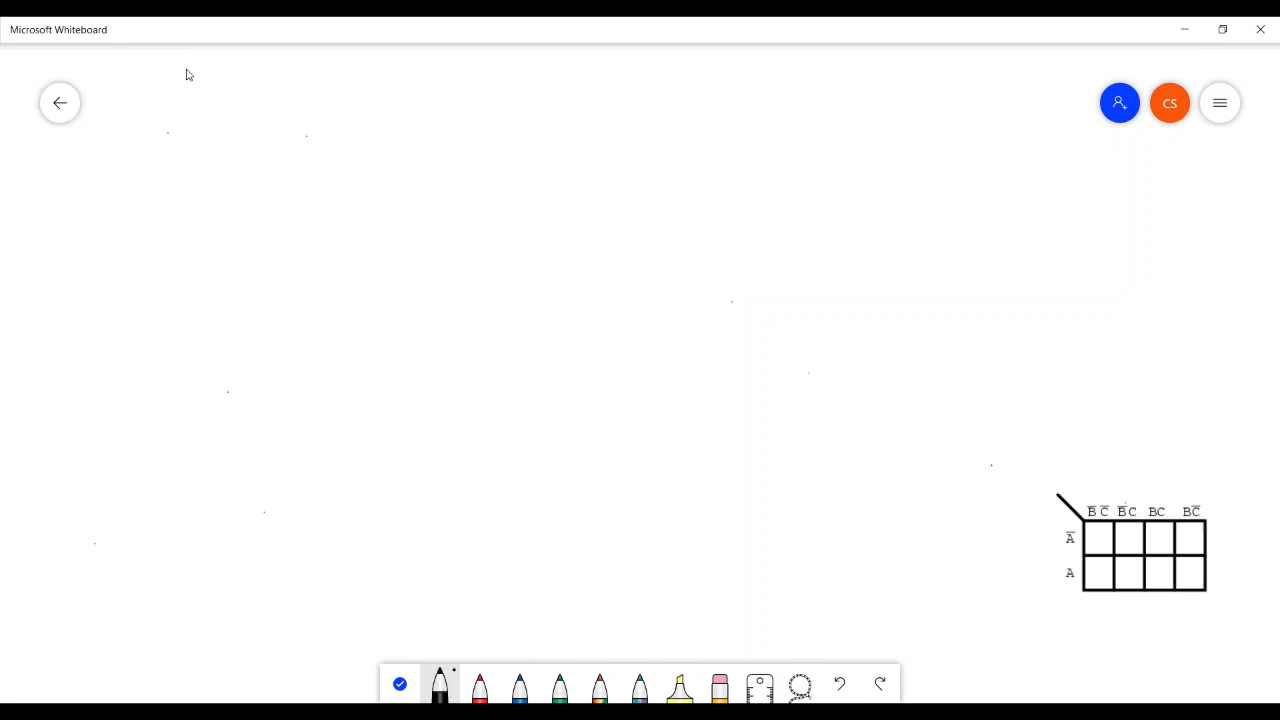 Microsoft Whiteboard
CS
B̅ C̅ B̅ C BC BC̅
A̅
A